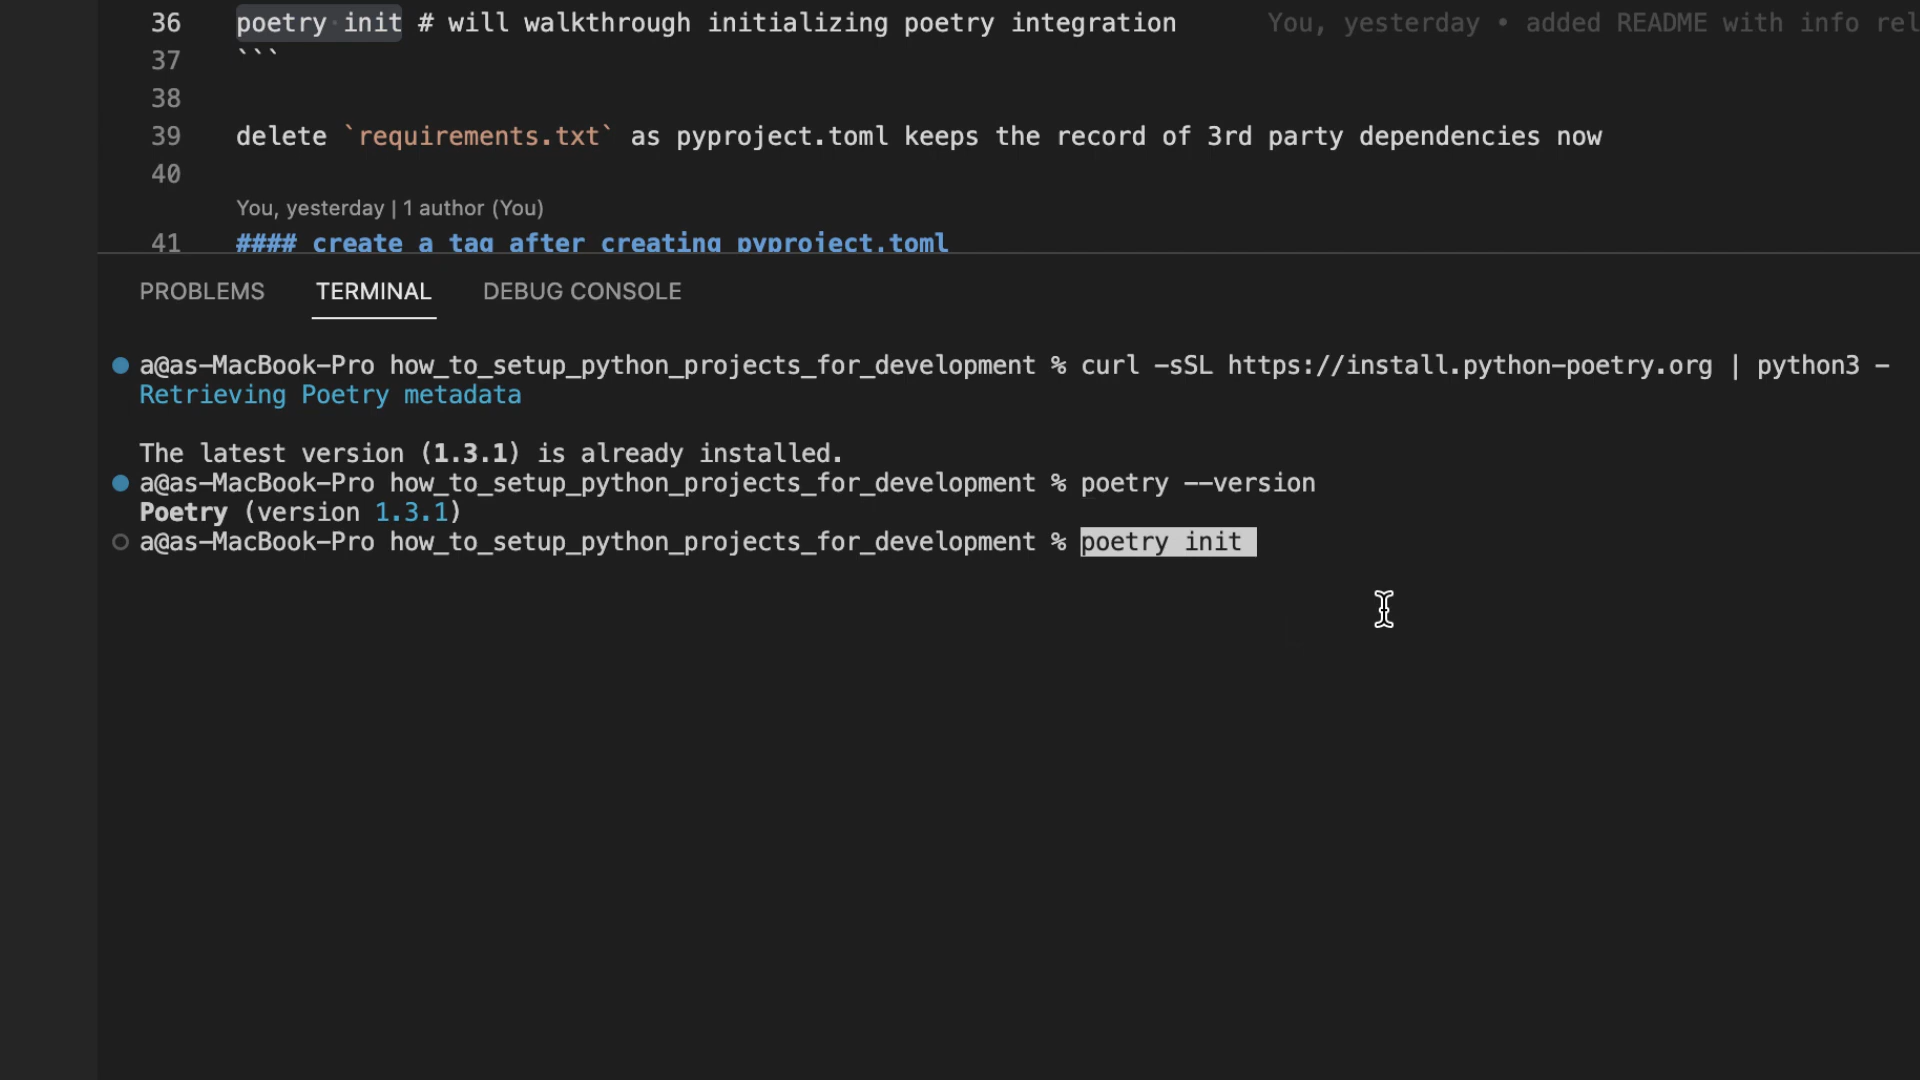 36 poetry init # will walkthrough initializing poetry integration You, yesterday • added README with info rel
37 ```
38
39 delete `requirements.txt` as pyproject.toml keeps the record of 3rd party dependencies now
40
You, yesterday | 1 author (You)
41 #### create a tag after creating pyproject.toml
PROBLEMS TERMINAL DEBUG CONSOLE
a@as-MacBook-Pro how_to_setup_python_projects_for_development % curl -sSL https://install.python-poetry.org | python3 -
Retrieving Poetry metadata
The latest version (1.3.1) is already installed.
a@as-MacBook-Pro how_to_setup_python_projects_for_development % poetry --version
Poetry (version 1.3.1)
a@as-MacBook-Pro how_to_setup_python_projects_for_development % poetry init